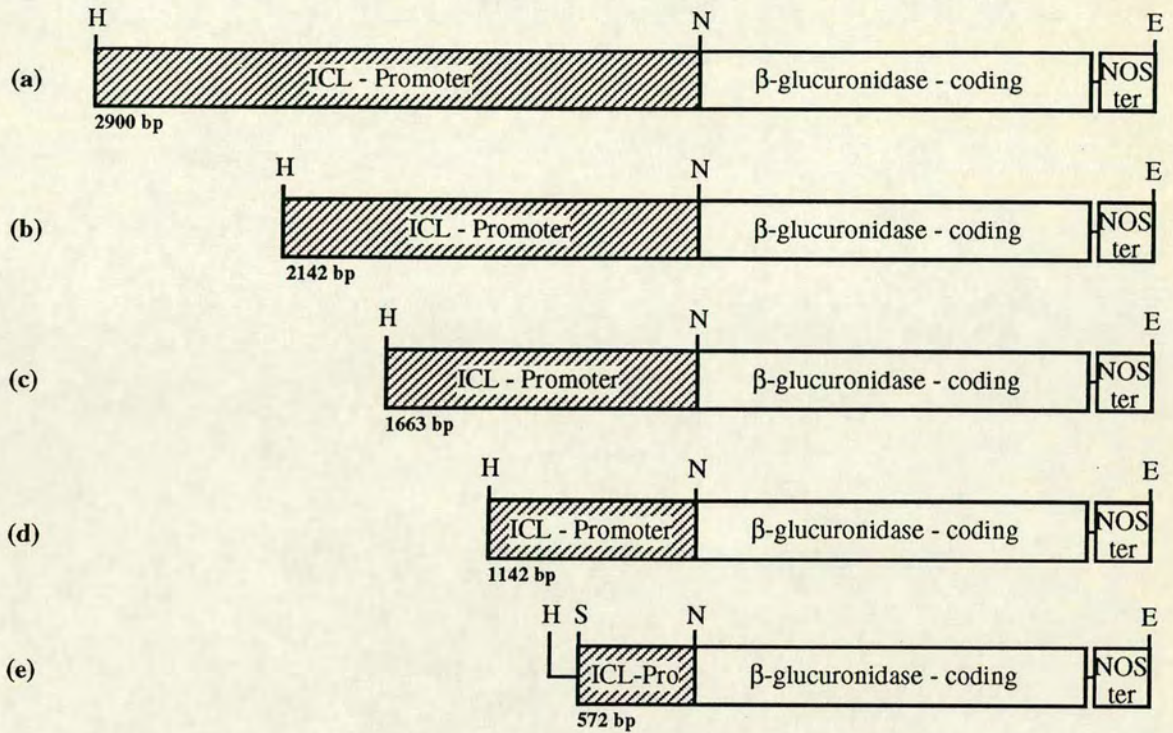 H N E
(a) ICL - Promoter β-glucuronidase - coding NOS
ter
2900 bp
H N E
(b) ICL - Promoter β-glucuronidase - coding NOS
ter
2142 bp
H N E
(c) ICL - Promoter β-glucuronidase - coding NOS
ter
1663 bp
H N E
(d) ICL - Promoter β-glucuronidase - coding NOS
ter
1142 bp
H S N E
(e) ICL-Pro β-glucuronidase - coding NOS
ter
572 bp